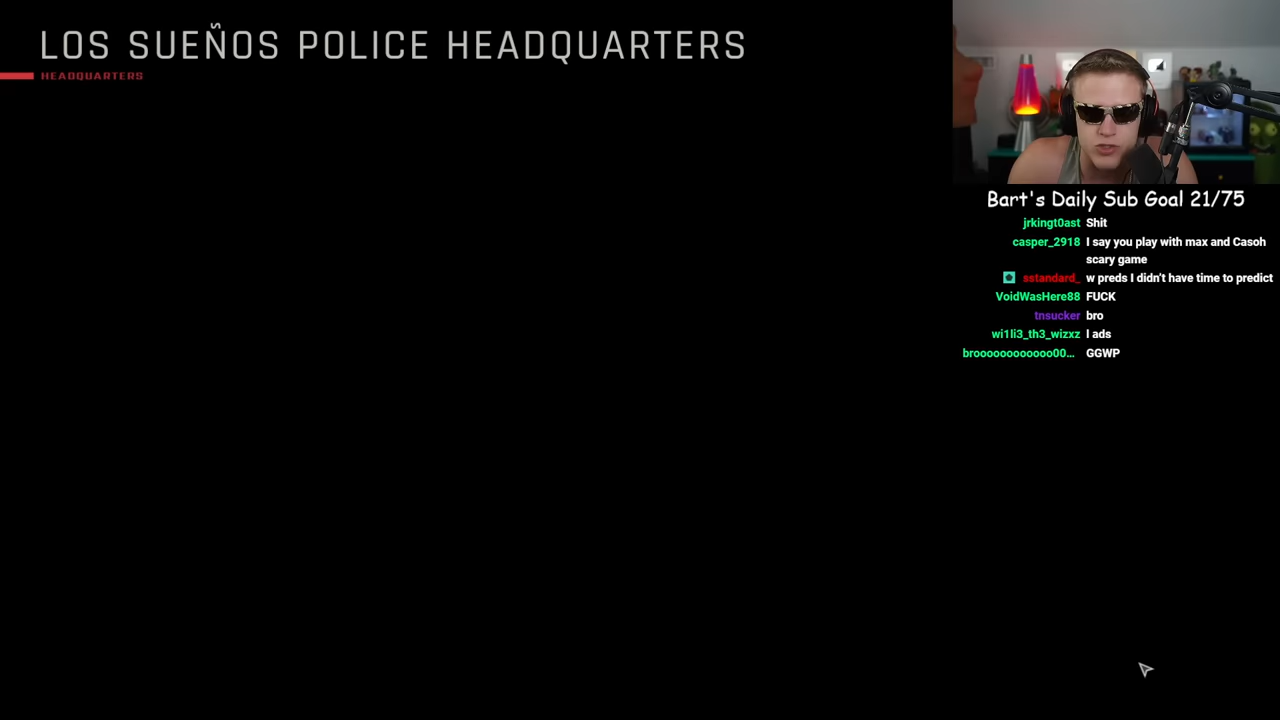 LOS SUEÑOS POLICE HEADQUARTERS
HEADQUARTERS
Bart's Daily Sub Goal 21/75
jrkingt0ast Shit
casper_2918 I say you play with max and Casoh
scary game
sstandard_ w preds I didn't have time to predict
VoidWasHere88 FUCK
tnsucker bro
wi1li3_th3_wizxz l ads
broooooooooooo00... GGWP